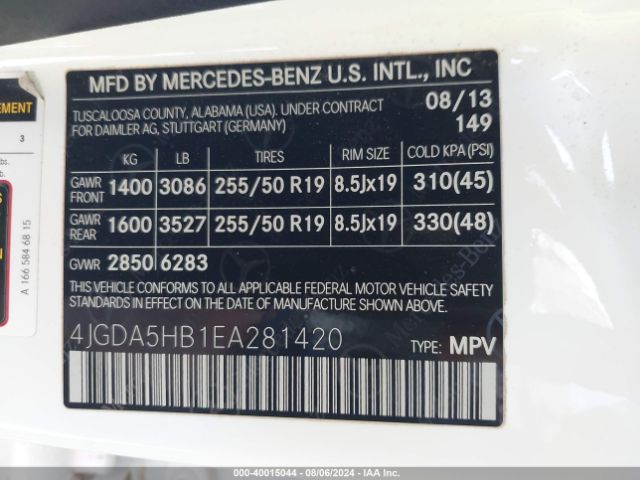 MFD BY MERCEDES-BENZ U.S. INTL., INC
TUSCALOOSA COUNTY, ALABAMA (USA). UNDER CONTRACT
FOR DAIMLER AG, STUTTGART (GERMANY)
08/13
149
KG LB TIRES RIM SIZE COLD KPA (PSI)
GAWR FRONT 1400 3086 255/50 R19 8.5Jx19 310(45)
GAWR REAR 1600 3527 255/50 R19 8.5Jx19 330(48)
GVWR 2850 6283
THIS VEHICLE CONFORMS TO ALL APPLICABLE FEDERAL MOTOR VEHICLE SAFETY
STANDARDS IN EFFECT ON THE DATE OF MANUFACTURE SHOWN ABOVE.
4JGDA5HB1EA281420
TYPE: MPV
3
A 166 584 68 15
000-40015044 - 08/06/2024 - IAAI.COM